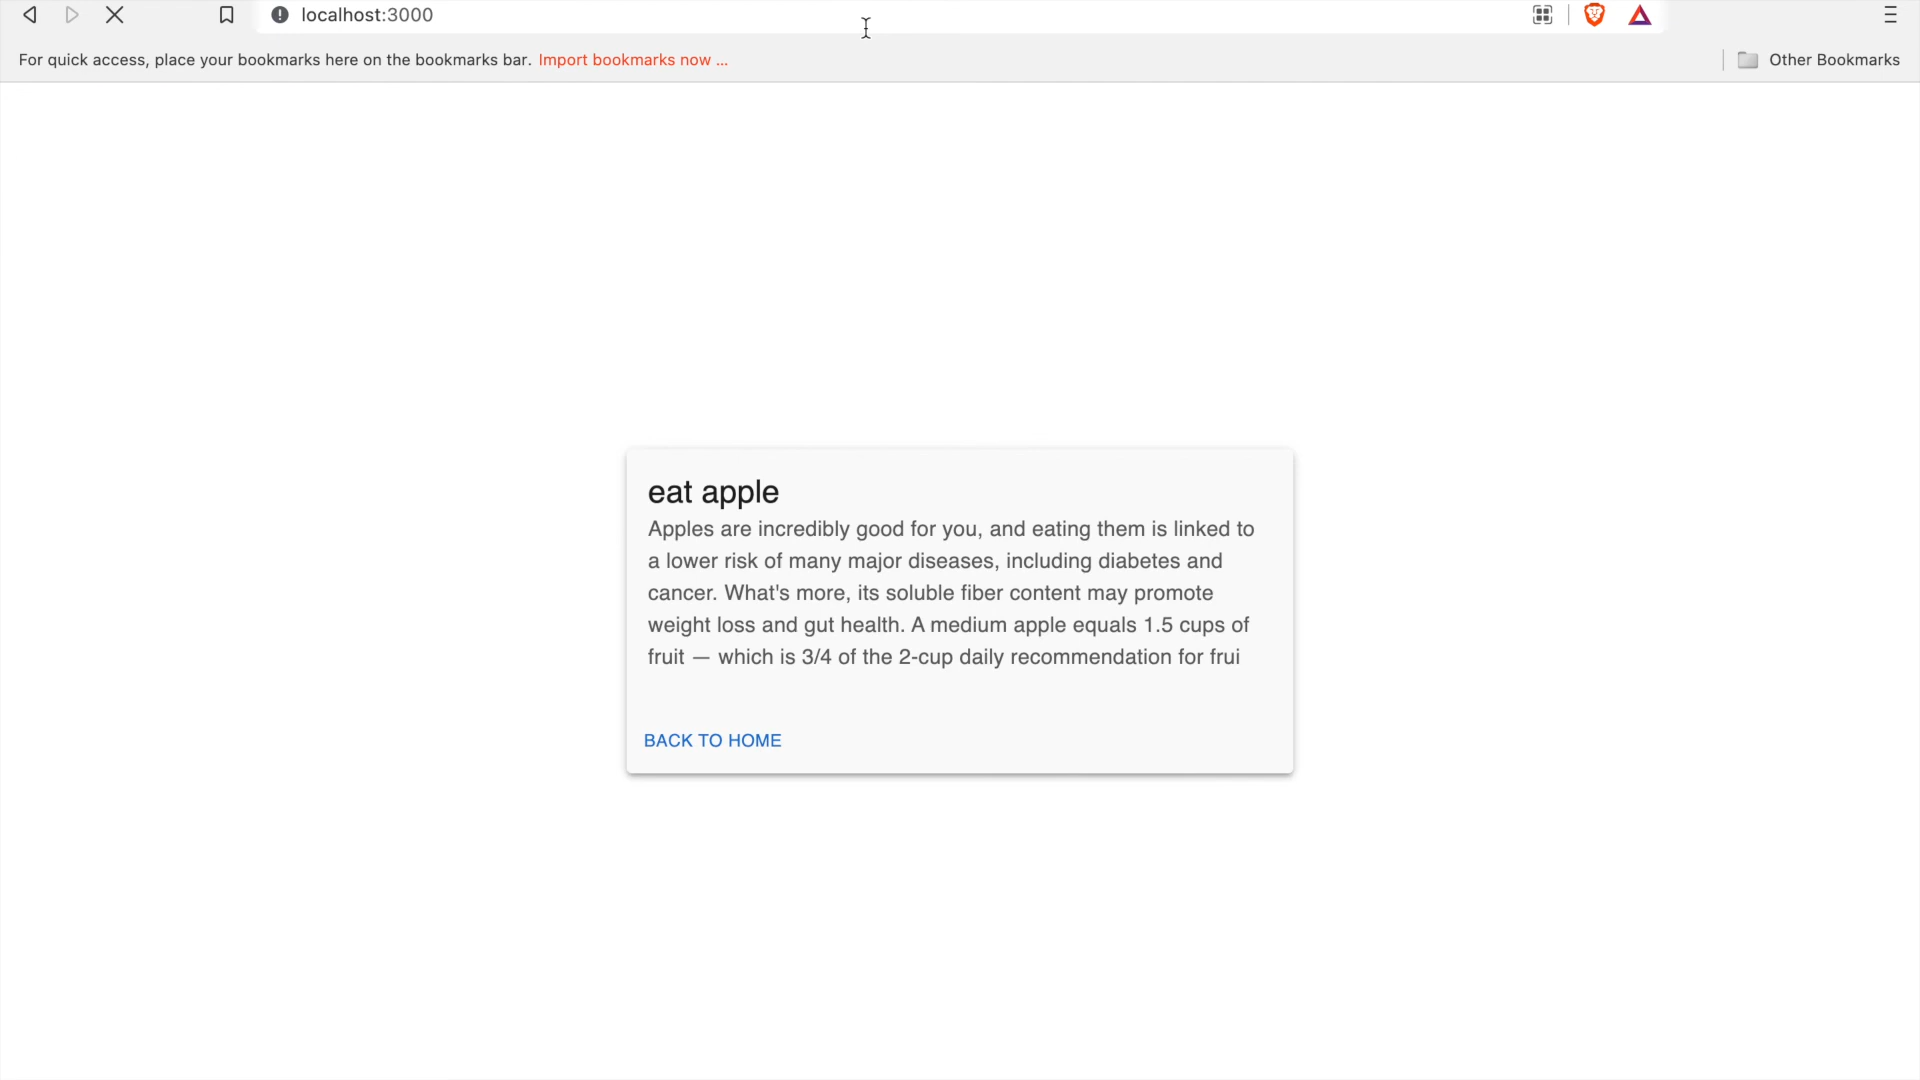 localhost:3000
For quick access, place your bookmarks here on the bookmarks bar. Import bookmarks now ...
Other Bookmarks
eat apple
Apples are incredibly good for you, and eating them is linked to
a lower risk of many major diseases, including diabetes and
cancer. What's more, its soluble fiber content may promote
weight loss and gut health. A medium apple equals 1.5 cups of
fruit — which is 3/4 of the 2-cup daily recommendation for frui
BACK TO HOME